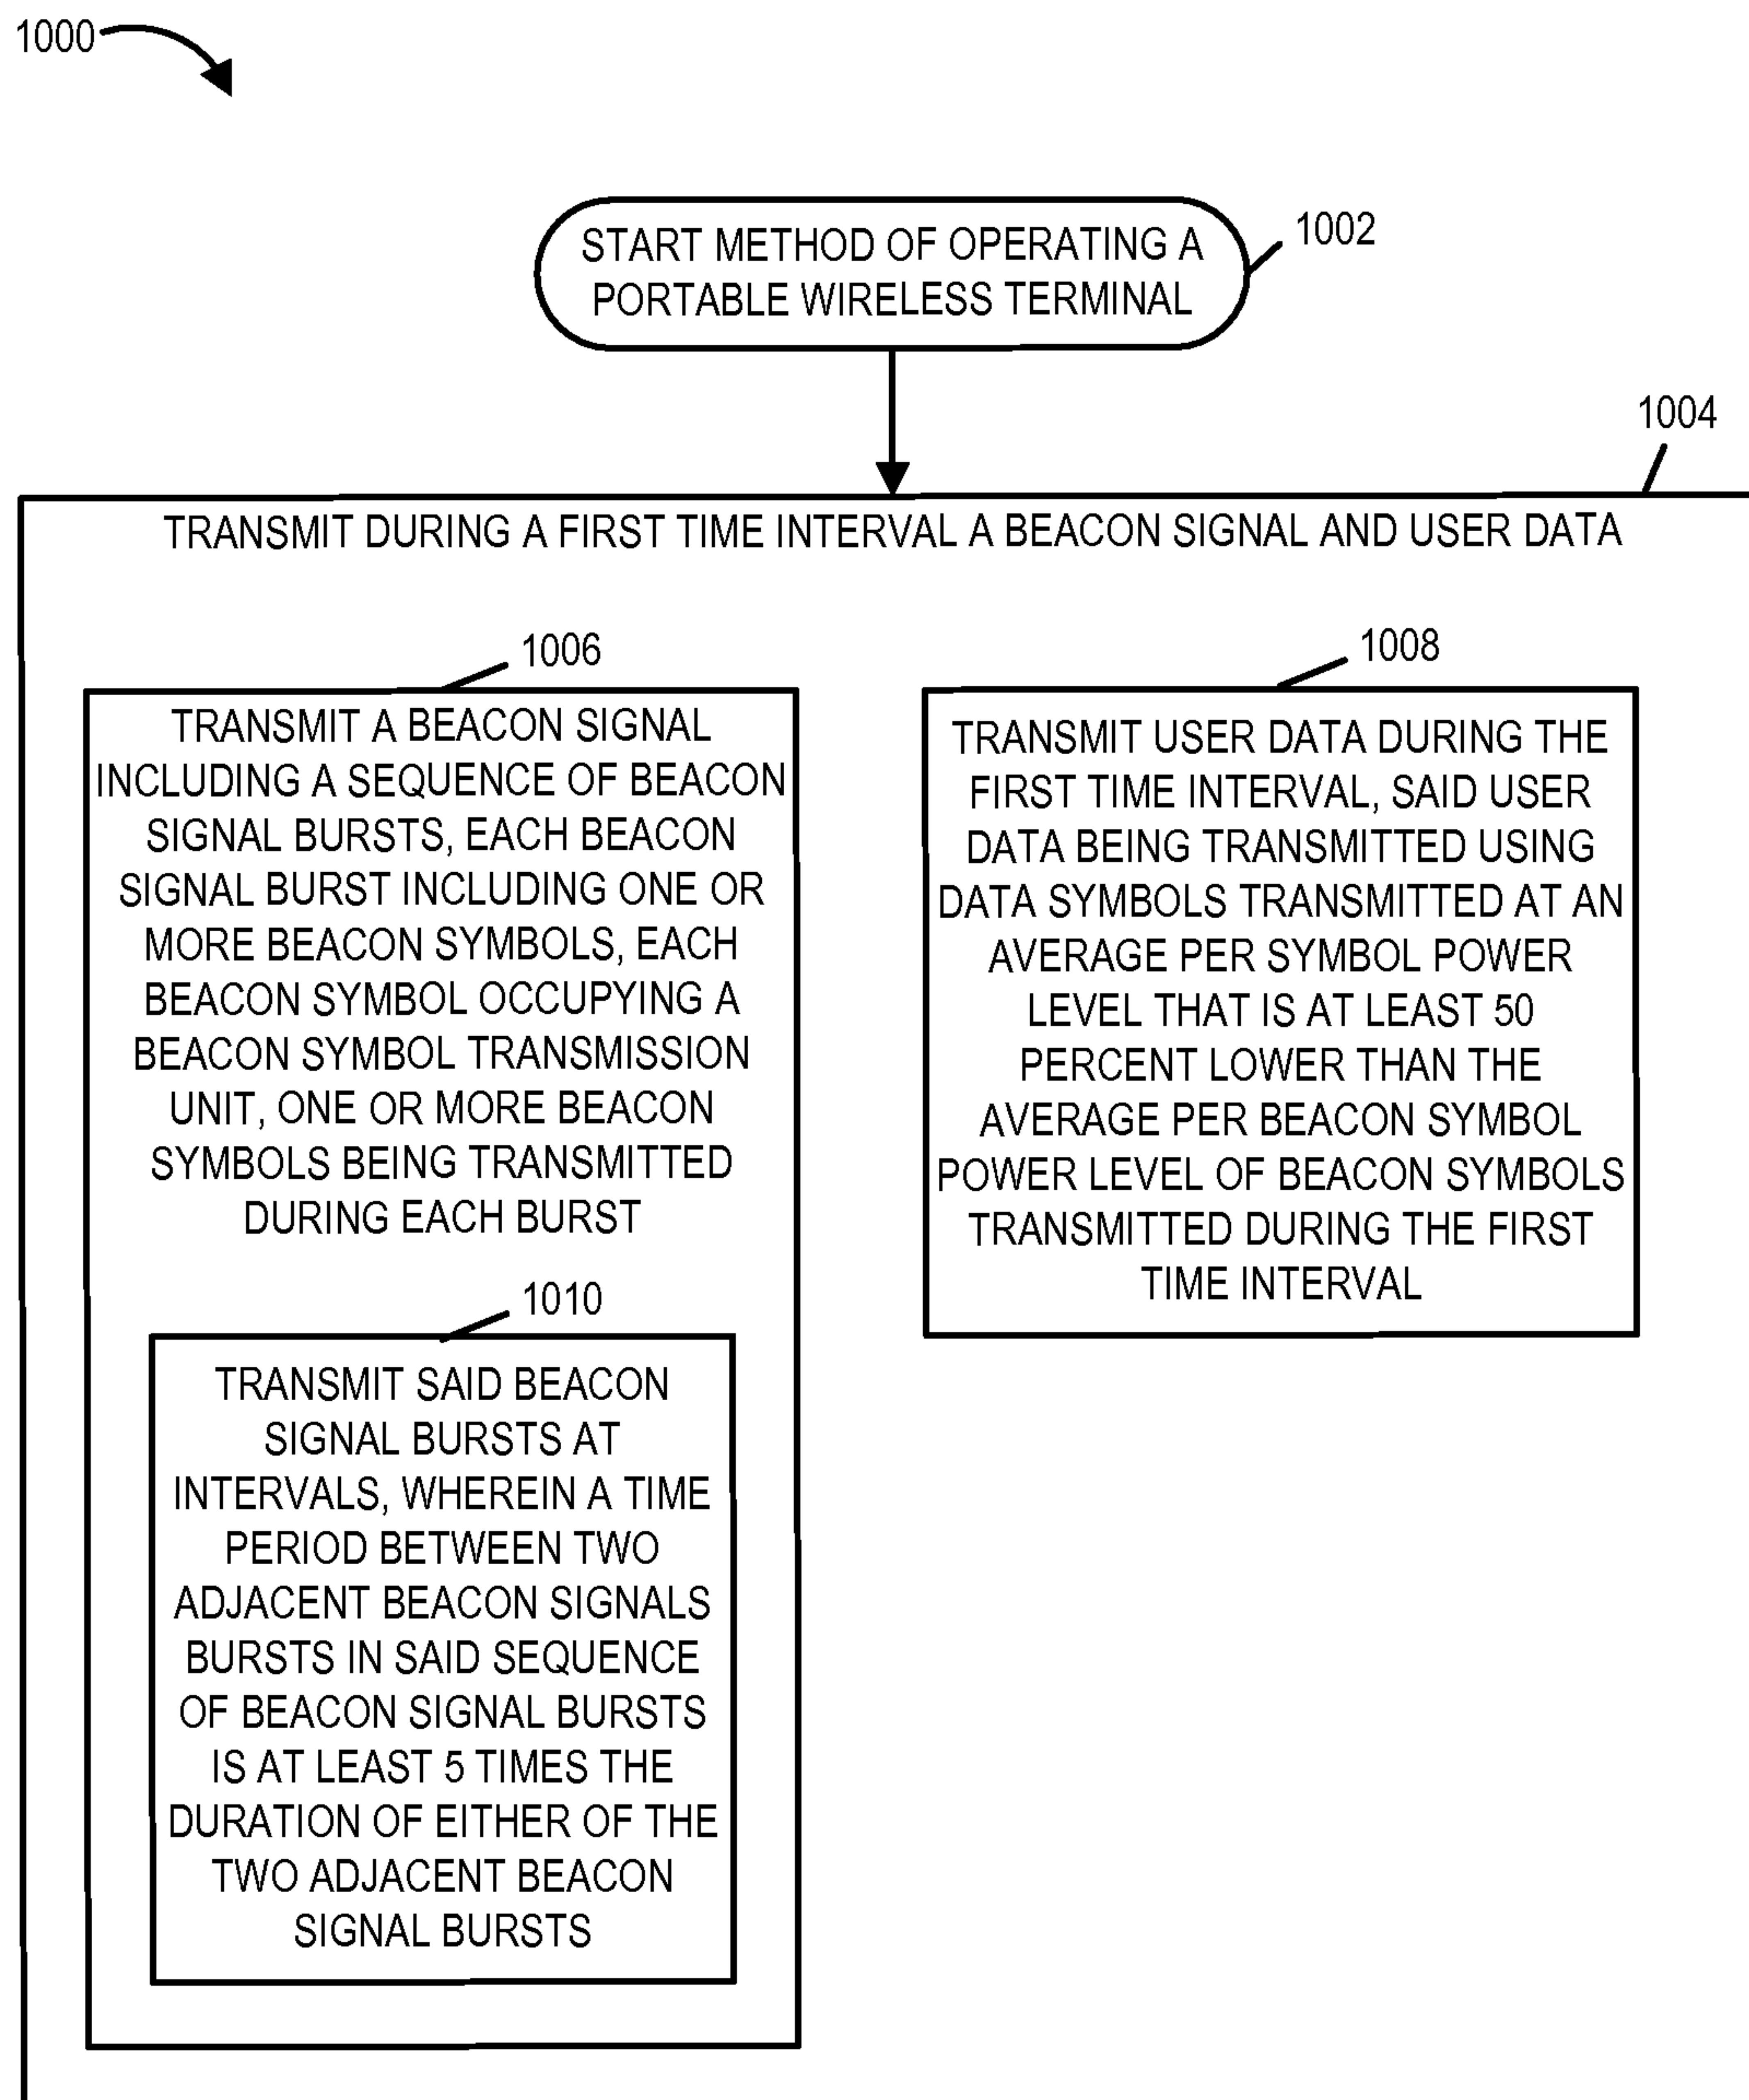 1000
START METHOD OF OPERATING A
PORTABLE WIRELESS TERMINAL
1002
1004
TRANSMIT DURING A FIRST TIME INTERVAL A BEACON SIGNAL AND USER DATA
1006
TRANSMIT A BEACON SIGNAL
INCLUDING A SEQUENCE OF BEACON
SIGNAL BURSTS, EACH BEACON
SIGNAL BURST INCLUDING ONE OR
MORE BEACON SYMBOLS, EACH
BEACON SYMBOL OCCUPYING A
BEACON SYMBOL TRANSMISSION
UNIT, ONE OR MORE BEACON
SYMBOLS BEING TRANSMITTED
DURING EACH BURST
1010
TRANSMIT SAID BEACON
SIGNAL BURSTS AT
INTERVALS, WHEREIN A TIME
PERIOD BETWEEN TWO
ADJACENT BEACON SIGNALS
BURSTS IN SAID SEQUENCE
OF BEACON SIGNAL BURSTS
IS AT LEAST 5 TIMES THE
DURATION OF EITHER OF THE
TWO ADJACENT BEACON
SIGNAL BURSTS
1008
TRANSMIT USER DATA DURING THE
FIRST TIME INTERVAL, SAID USER
DATA BEING TRANSMITTED USING
DATA SYMBOLS TRANSMITTED AT AN
AVERAGE PER SYMBOL POWER
LEVEL THAT IS AT LEAST 50
PERCENT LOWER THAN THE
AVERAGE PER BEACON SYMBOL
POWER LEVEL OF BEACON SYMBOLS
TRANSMITTED DURING THE FIRST
TIME INTERVAL